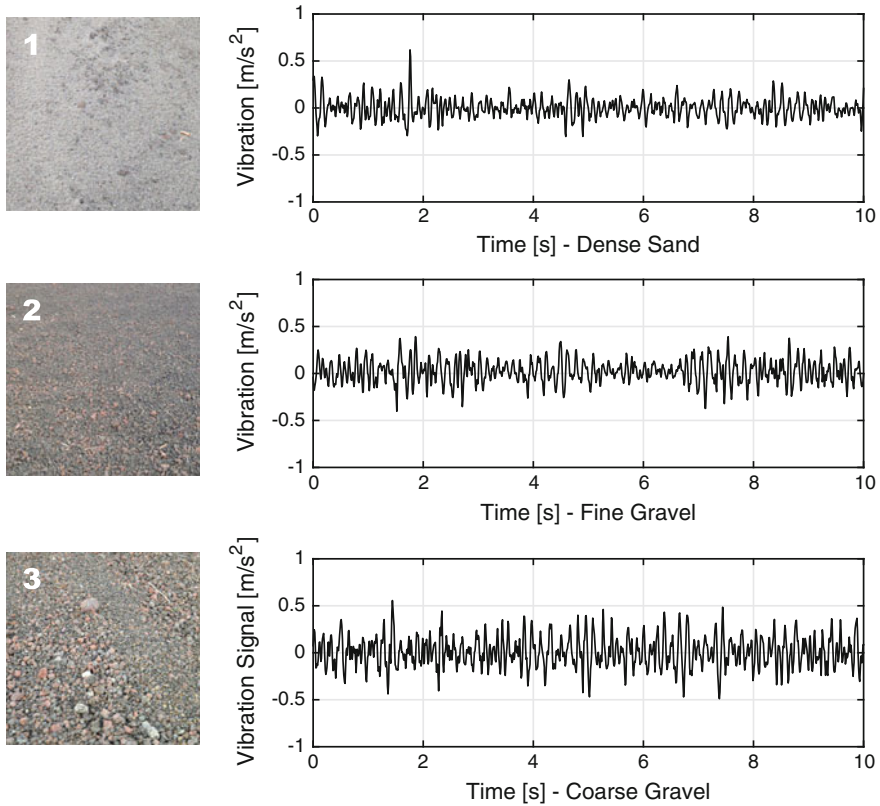 1
Vibration [m/s²]
1
0.5
0
-0.5
-1
0 2 4 6 8 10
Time [s] - Dense Sand
2
Vibration [m/s²]
1
0.5
0
-0.5
-1
0 2 4 6 8 10
Time [s] - Fine Gravel
3
Vibration Signal [m/s²]
1
0.5
0
-0.5
-1
0 2 4 6 8 10
Time [s] - Coarse Gravel